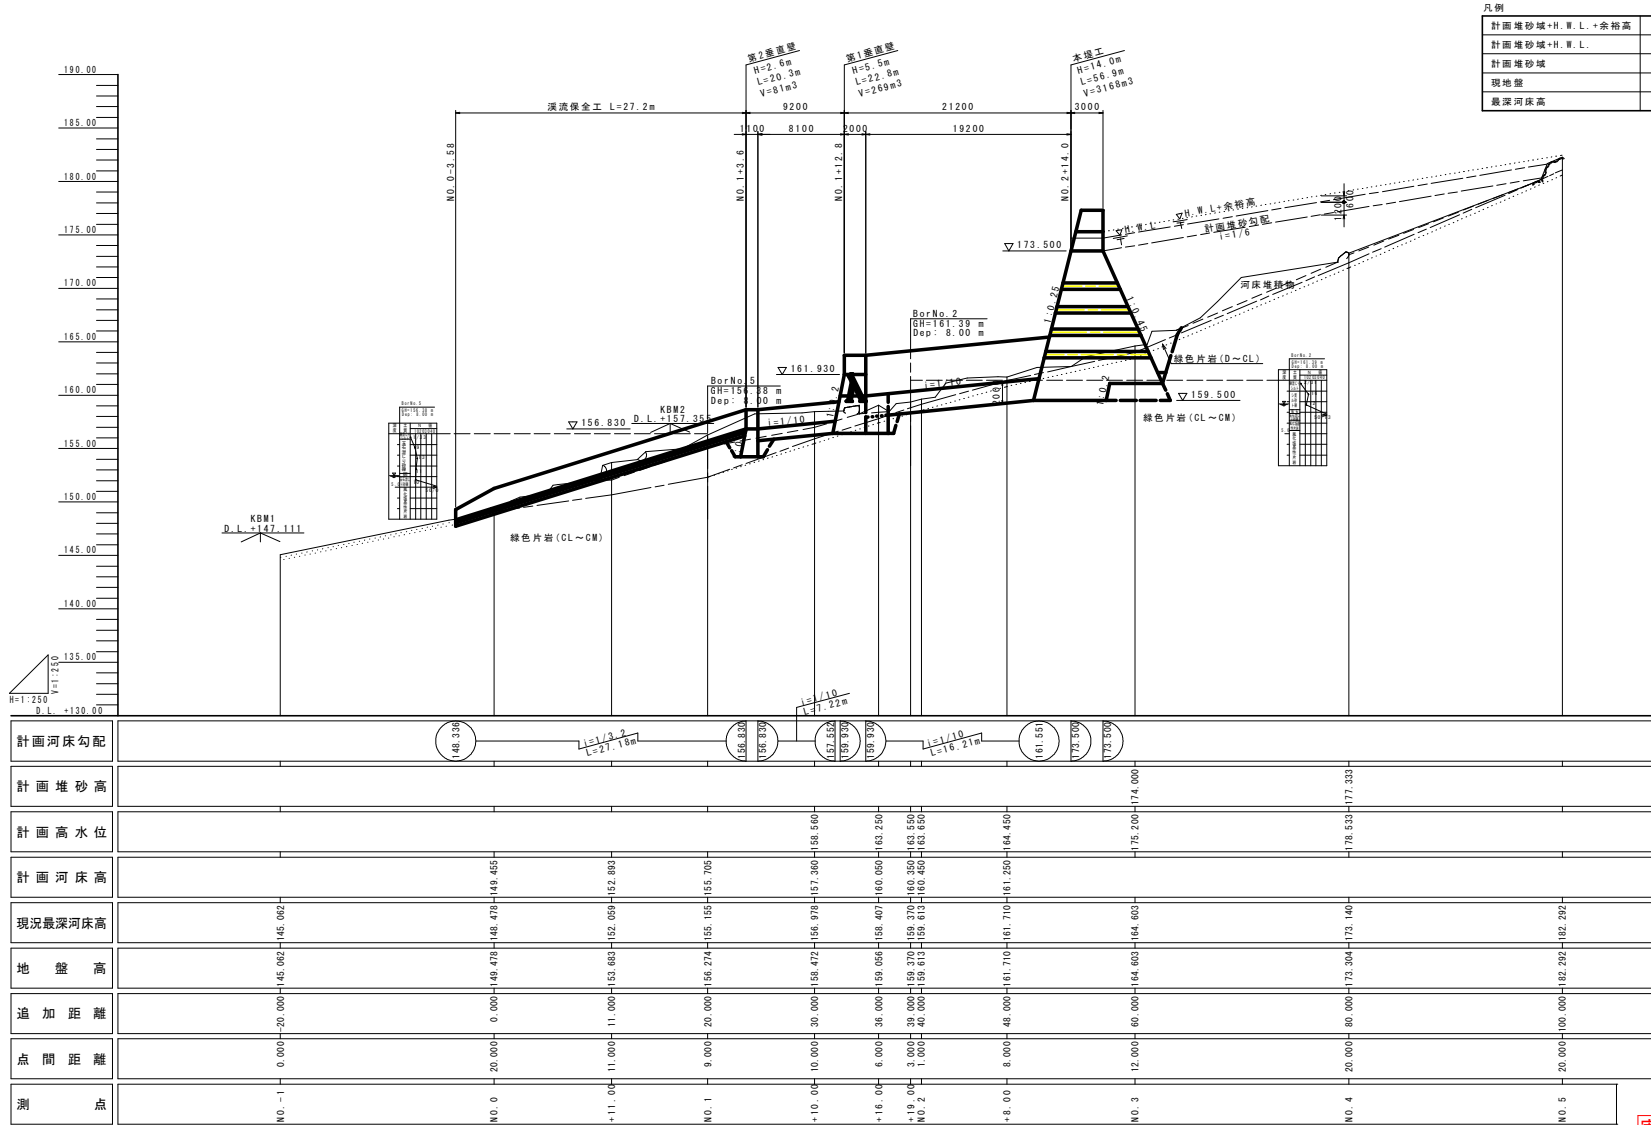 凡例
計画堆砂域+H.W.L.+余裕高
計画堆砂域+H.W.L.
計画堆砂域
現地盤
最深河床高
190.00
185.00
180.00
175.00
170.00
165.00
160.00
155.00
150.00
145.00
140.00
135.00
D.L. +130.00
V=1:250
H=1:250
第2垂直壁
H=2.6m
L=20.3m
V=81m3
第1垂直壁
H=5.5m
L=22.8m
V=269m3
本堤工
H=14.0m
L=56.9m
V=3168m3
渓流保全工 L=27.2m
9200
21200
3000
1100
8100
2000
19200
NO.0-3.58
NO.1+3.6
NO.1+12.8
NO.2+14.0
H.W.L
H.W.L+余裕高
計画堆砂勾配
i=1/6
1200
600
173.500
河床堆積物
1:0.25
1:0.45
BorNo.2
GH=161.39 m
Dep: 8.00 m
緑色片岩(D~CL)
161.930
i=1/10
159.500
1:0.2
緑色片岩(CL~CM)
BorNo.5
GH=156.38 m
Dep: 8.00 m
KBM2
D.L.+157.355
156.830
i=1/10
KBM1
D.L.+147.111
緑色片岩(CL~CM)
BorNo.5
BorNo.2
計画河床勾配
148.336
i=1/3.2
L=27.18m
156.830
156.830
i=1/10
L=7.22m
157.552
159.930
159.930
i=1/10
L=16.21m
161.551
173.500
173.500
計画堆砂高
174.000
177.333
計画高水位
158.560
163.250
163.550
163.650
164.450
175.200
178.533
計画河床高
149.455
152.893
155.705
157.360
160.050
160.350
160.450
161.250
現況最深河床高
145.062
148.478
152.059
155.155
156.978
158.407
159.370
159.613
161.710
164.603
173.140
182.292
地盤高
145.062
149.478
153.683
156.274
158.472
159.056
159.370
159.613
161.710
164.603
173.304
182.292
追加距離
-20.000
0.000
11.000
20.000
30.000
36.000
39.000
40.000
48.000
60.000
80.000
100.000
点間距離
0.000
20.000
11.000
9.000
10.000
6.000
3.000
1.000
8.000
12.000
20.000
20.000
測点
NO.-1
NO.0
+11.00
NO.1
+10.00
+16.00
+19.00
NO.2
+8.00
NO.3
NO.4
NO.5